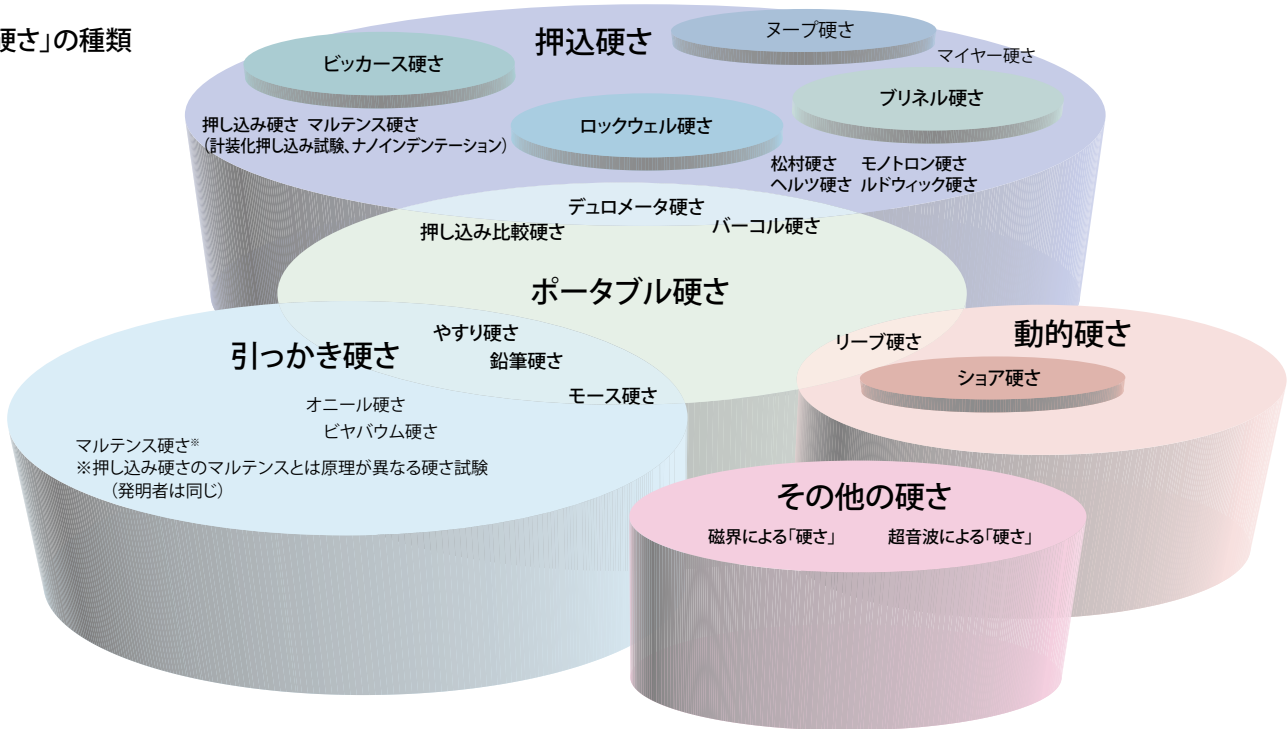 硬さ」の種類
押込硬さ
ヌープ硬さ
マイヤー硬さ
ビッカース硬さ
ブリネル硬さ
押し込み硬さ マルテンス硬さ
（計装化押し込み試験、ナノインデンテーション）
ロックウェル硬さ
松村硬さ モノトロン硬さ
ヘルツ硬さ ルドウィック硬さ
デュロメータ硬さ
押し込み比較硬さ
バーコル硬さ
ポータブル硬さ
引っかき硬さ
やすり硬さ
鉛筆硬さ
モース硬さ
オニール硬さ
ビヤバウム硬さ
マルテンス硬さ※
※押し込み硬さのマルテンスとは原理が異なる硬さ試験
（発明者は同じ）
リーブ硬さ
動的硬さ
ショア硬さ
その他の硬さ
磁界による「硬さ」 超音波による「硬さ」